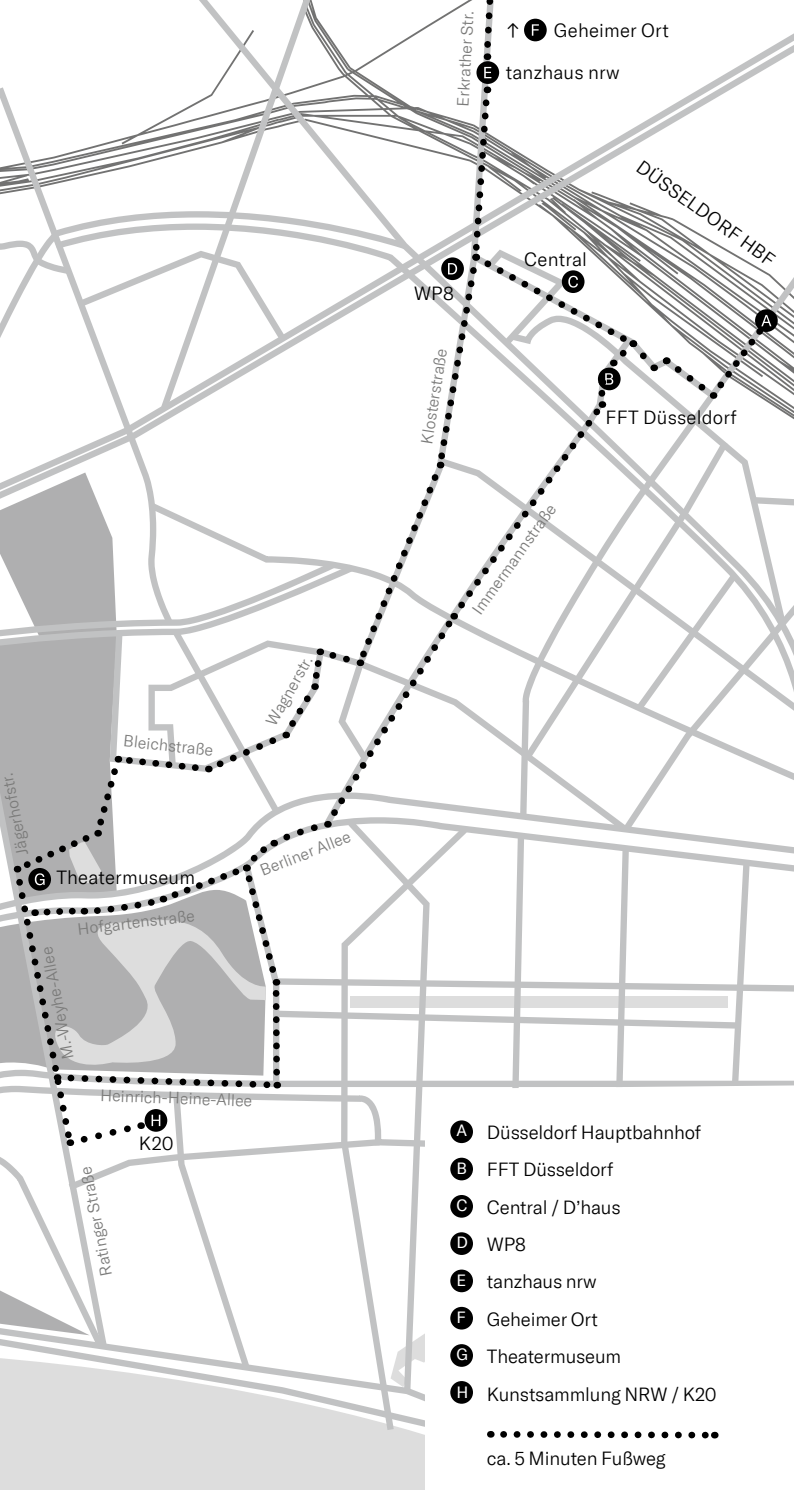 ↑ F Geheimer Ort
Erkrather Str.
E tanzhaus nrw
DÜSSELDORF HBF
Central
C
D
WP8
A
Klosterstraße
B
FFT Düsseldorf
Immermannstraße
Wagnerstr.
Bleichstraße
Jägerhofstr.
Berliner Allee
G Theatermuseum
Hofgartenstraße
M.-Weyhe-Allee
Heinrich-Heine-Allee
H
K20
Ratinger Straße
A Düsseldorf Hauptbahnhof
B FFT Düsseldorf
C Central / D’haus
D WP8
E tanzhaus nrw
F Geheimer Ort
G Theatermuseum
H Kunstsammlung NRW / K20
ca. 5 Minuten Fußweg